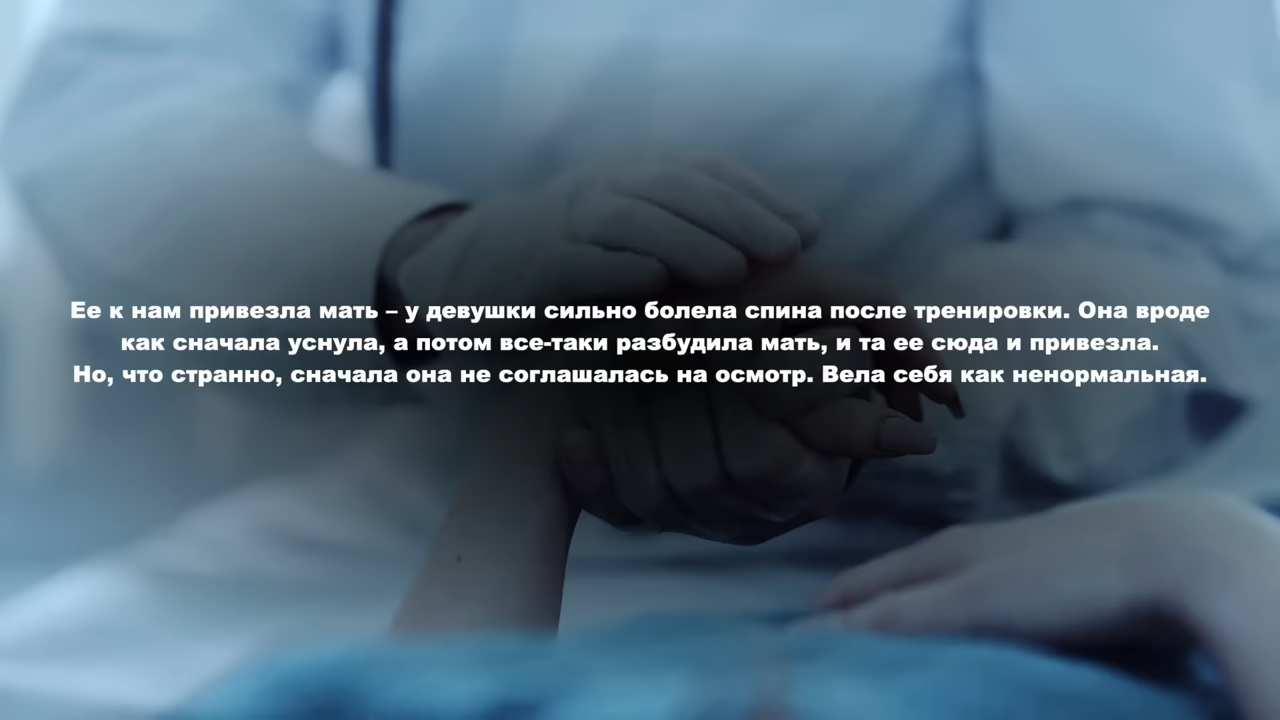 Ее к нам привезла мать – у девушки сильно болела спина после тренировки. Она вроде
как сначала уснула, а потом все-таки разбудила мать, и та ее сюда и привезла.
Но, что странно, сначала она не соглашалась на осмотр. Вела себя как ненормальная.